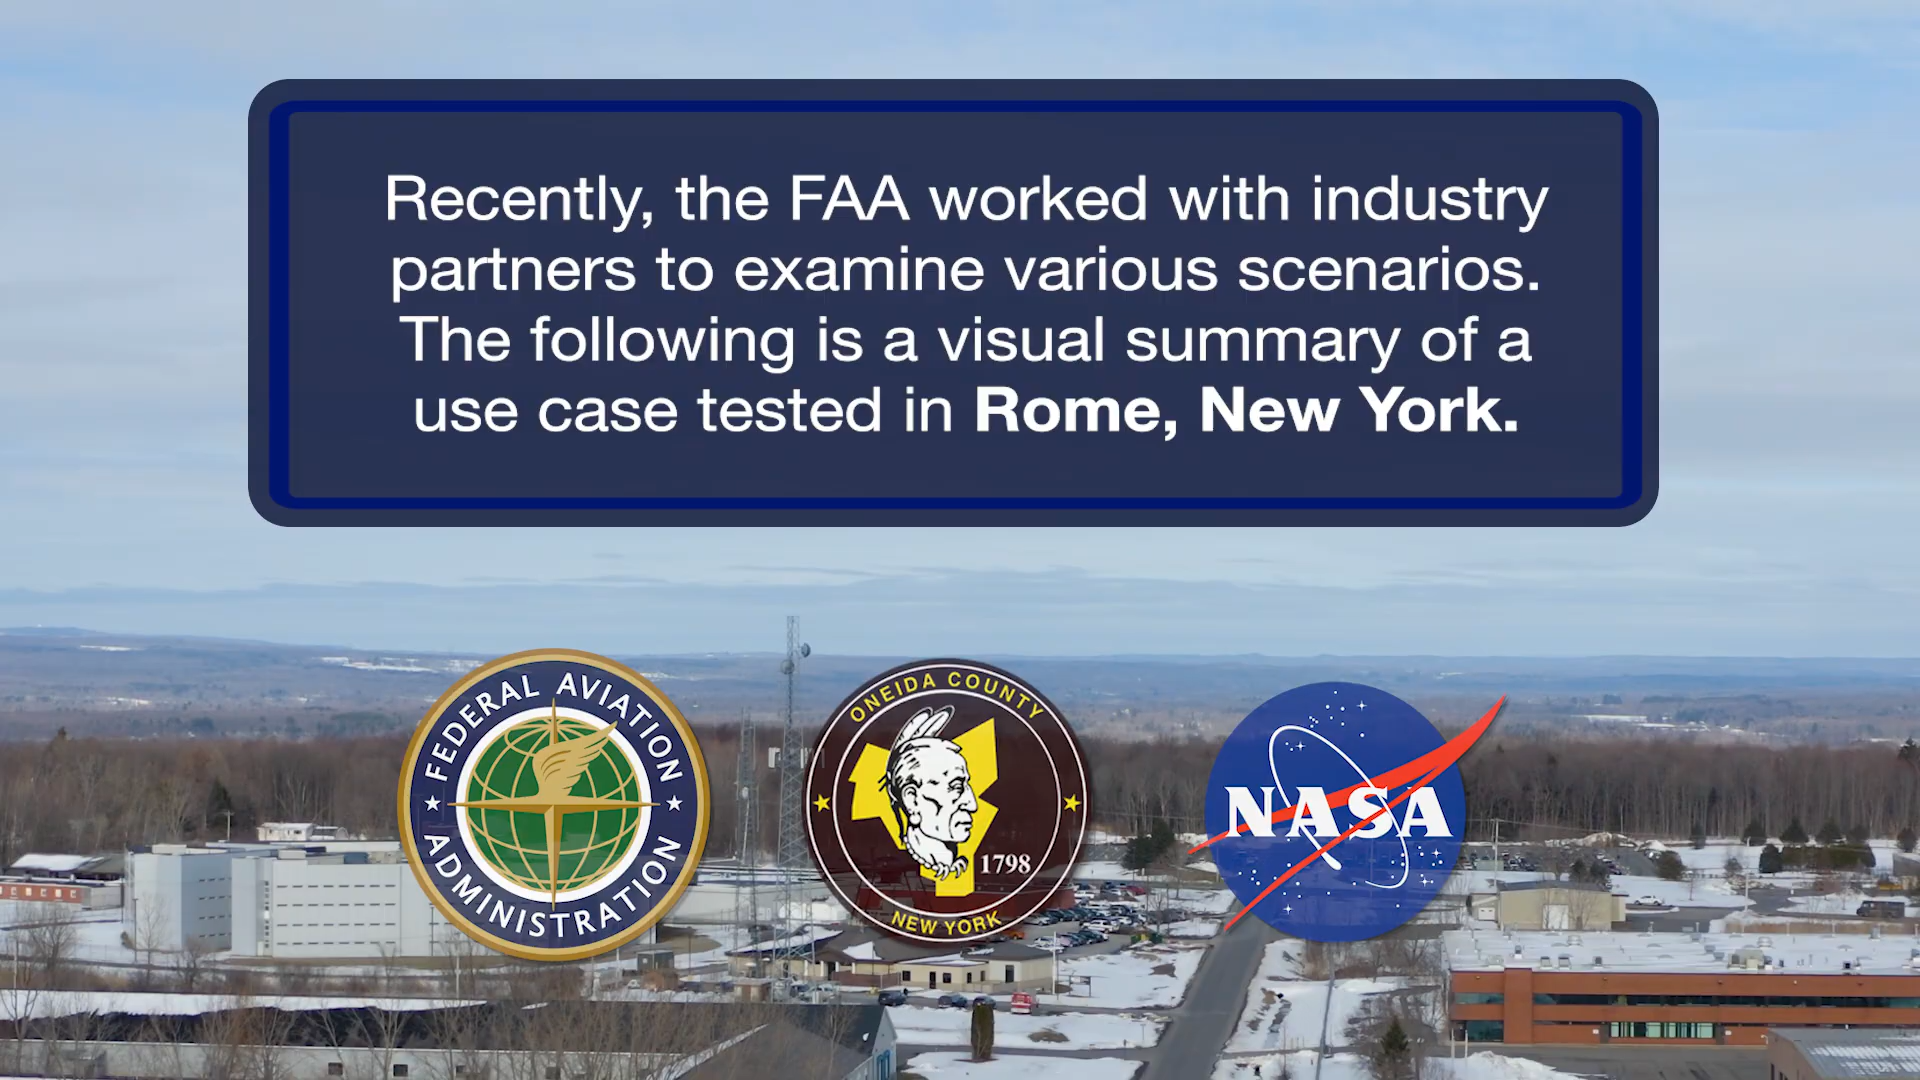 Recently, the FAA worked with industry
partners to examine various scenarios.
The following is a visual summary of a
use case tested in Rome, New York.
FEDERAL AVIATION
ADMINISTRATION
ONEIDA COUNTY
1798
NEW YORK
NASA